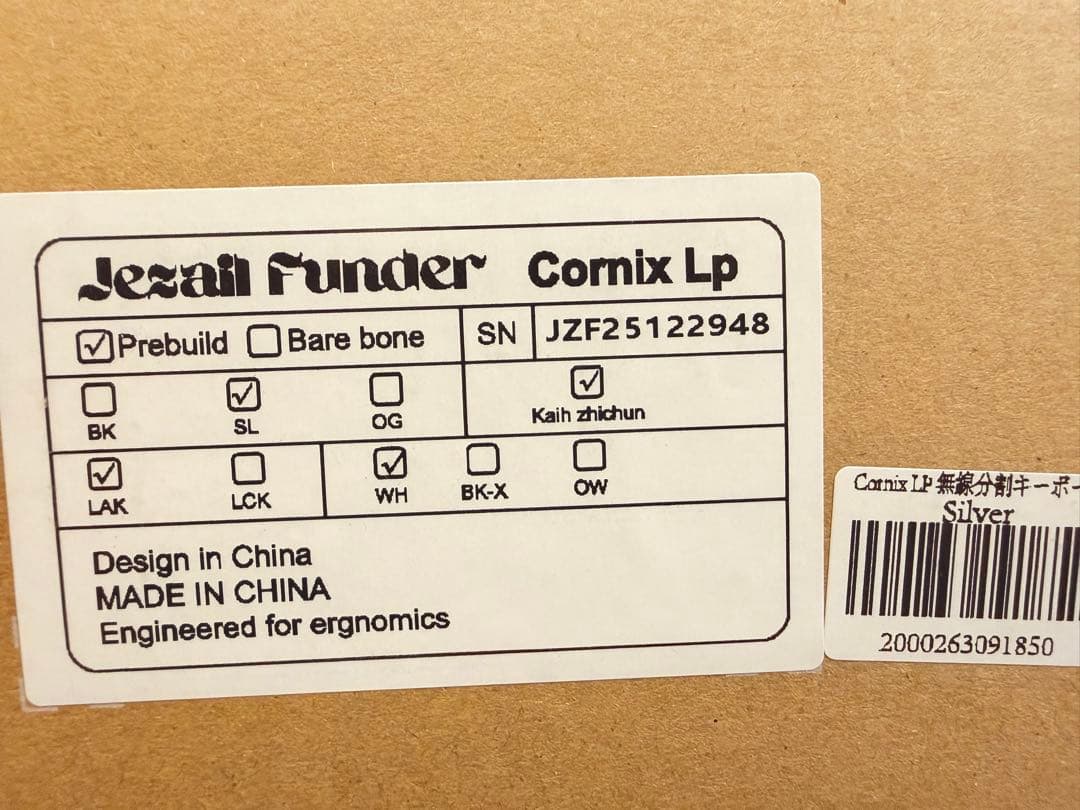 Jezail Funder Cornix Lp
Prebuild Bare bone SN JZF25122948
BK SL OG Kaih zhichun
LAK LCK WH BK-X OW
Design in China
MADE IN CHINA
Engineered for ergnomics
Cornix LP 無線分割キーボー
Silver
2000263091850